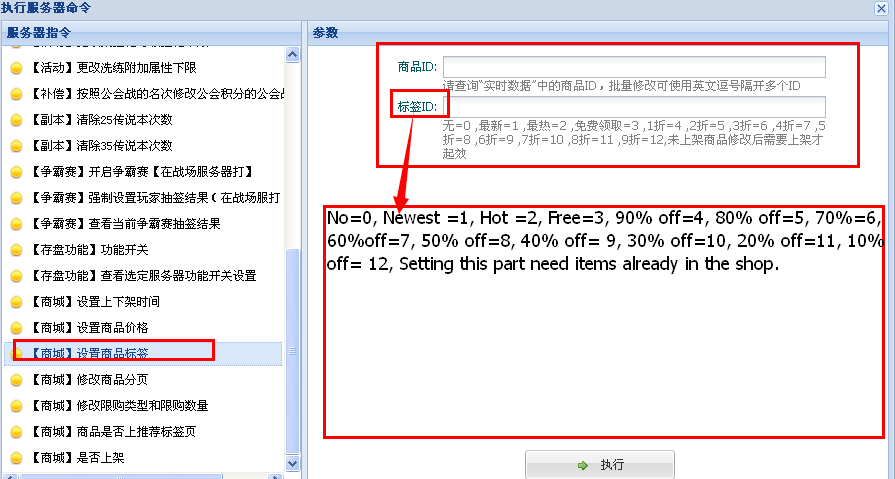 执行服务器命令
服务器指令
【活动】更改洗练附加属性下限
【补偿】按照公会战的名次修改公会积分的公会战
【副本】清除25传说本次数
【副本】清除35传说本次数
【争霸赛】开启争霸赛【在战场服务器打】
【争霸赛】强制设置玩家抽签结果（在战场服打
【争霸赛】查看当前争霸赛抽签结果
【存盘功能】功能开关
【存盘功能】查看选定服务器功能开关设置
【商城】设置上下架时间
【商城】设置商品价格
【商城】设置商品标签
【商城】修改商品分页
【商城】修改限购类型和限购数量
【商城】商品是否上推荐标签页
【商城】是否上架
参数
商品ID:
请查询“实时数据”中的商品ID，批量修改可使用英文逗号隔开多个ID
标签ID:
无=0 ,最新=1 ,最热=2 ,免费领取=3 ,1折=4 ,2折=5 ,3折=6 ,4折=7 ,5
折=8 ,6折=9 ,7折=10 ,8折=11 ,9折=12,未上架商品修改后需要上架才
起效
No=0, Newest =1, Hot =2, Free=3, 90% off=4, 80% off=5, 70%=6,
60%off=7, 50% off=8, 40% off= 9, 30% off=10, 20% off=11, 10%
off= 12, Setting this part need items already in the shop.
执行